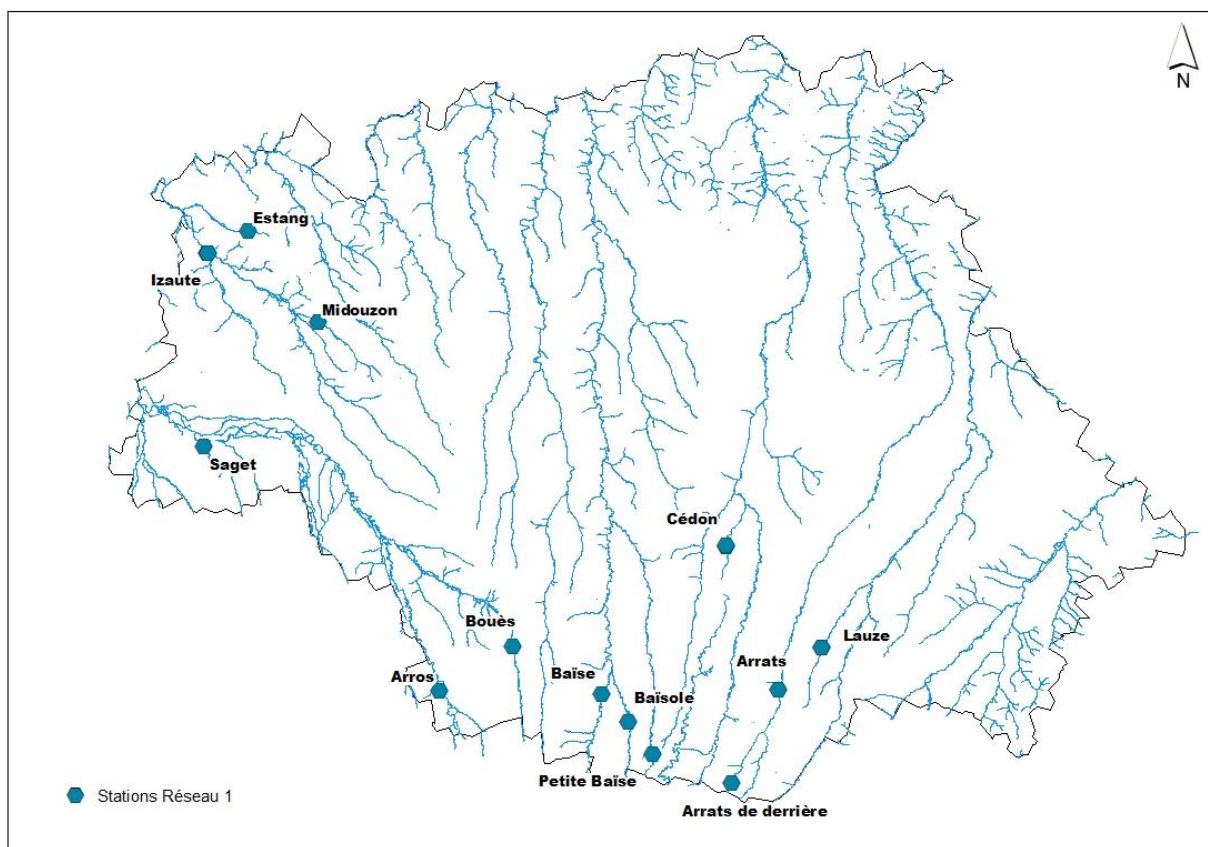 N
Estang
Izaute
Midouzon
Saget
Cédon
Bouès
Lauze
Arros
Baïse
Arrats
Baïsole
Petite Baïse
Stations Réseau 1
Arrats de derrière